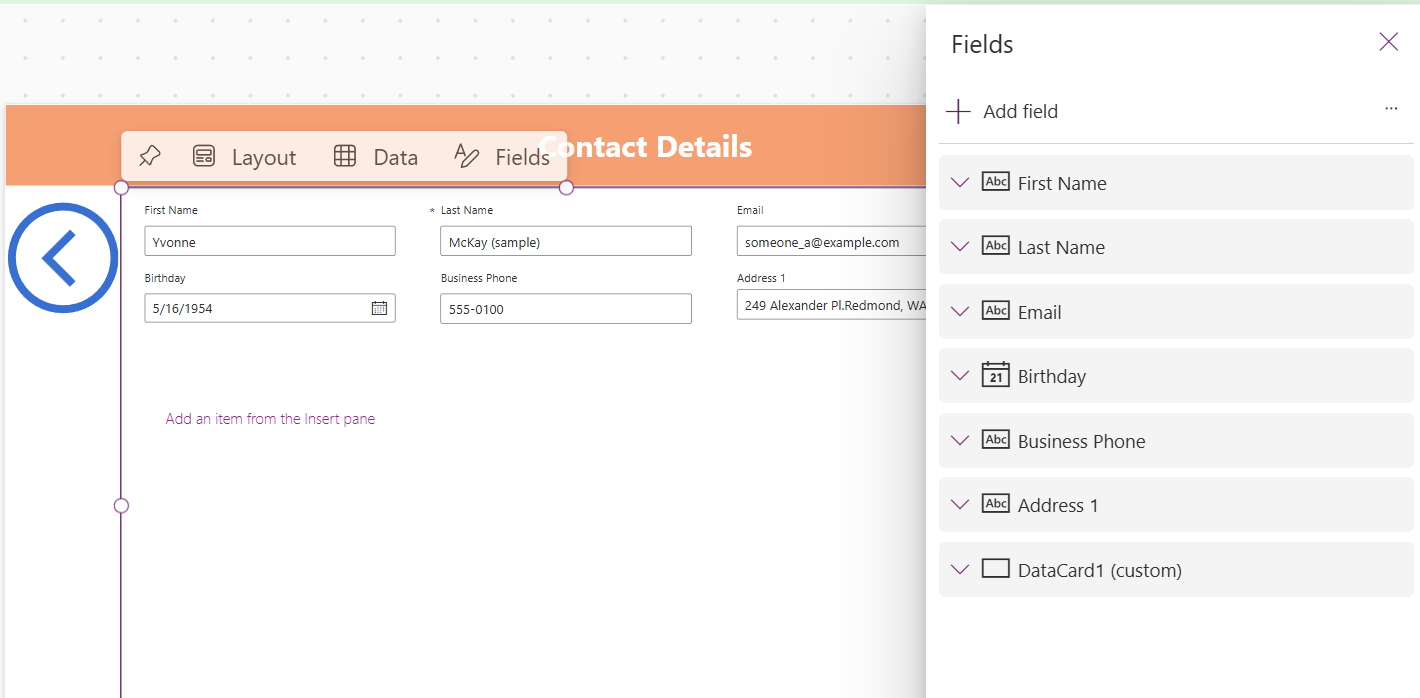 Contact Details
Layout
Data
Fields
First Name
* Last Name
Email
Yvonne
McKay (sample)
someone_a@example.com
Birthday
Business Phone
Address 1
5/16/1954
555-0100
249 Alexander Pl.Redmond, WA
Add an item from the Insert pane
Fields
Add field
...
Abc First Name
Abc Last Name
Abc Email
21 Birthday
Abc Business Phone
Abc Address 1
DataCard1 (custom)